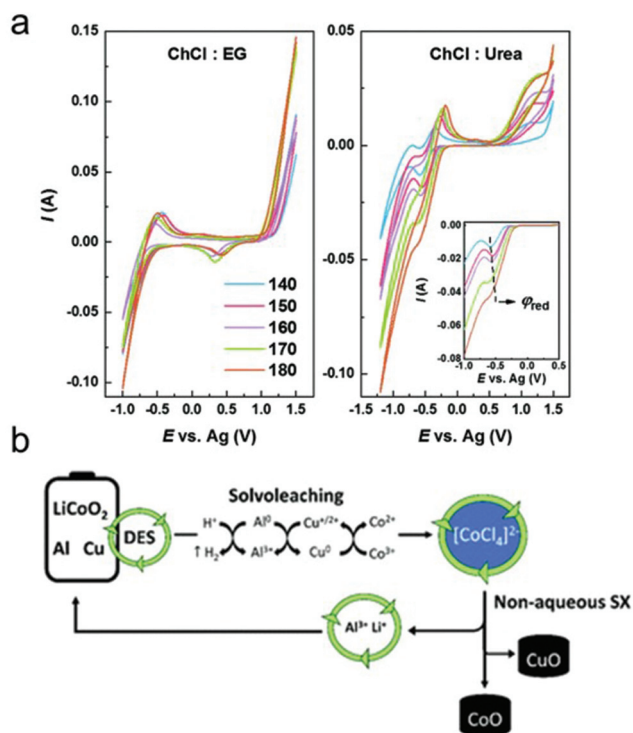 a
ChCl : EG
ChCl : Urea
I (A)
0.15
0.10
0.05
0.00
-0.05
-0.10
-1.0 -0.5 0.0 0.5 1.0 1.5
E vs. Ag (V)
140
150
160
170
180
I (A)
0.05
0.00
-0.05
-0.10
-1.0 -0.5 0.0 0.5 1.0 1.5
E vs. Ag (V)
I (A)
0.00
-0.02
-0.04
-0.06
-0.08
φred
-1.0 -0.5 0.0 0.5
E vs. Ag (V)
b
LiCoO₂
Al Cu
DES
Solvoleaching
H⁺ Al⁰ Cu⁺/²⁺ Co²⁺
↑ H₂ Al³⁺ Cu⁰ Co³⁺
[CoCl₄]²⁻
Non-aqueous SX
Al³⁺ Li⁺
CuO
CoO